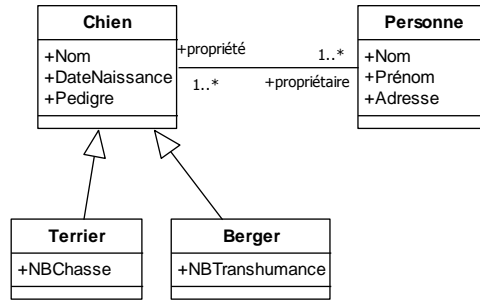 Chien
+Nom
+DateNaissance
+Pedigre
+propriété
1..*
1..*
+propriétaire
Personne
+Nom
+Prénom
+Adresse
Terrier
+NBChasse
Berger
+NBTranshumance